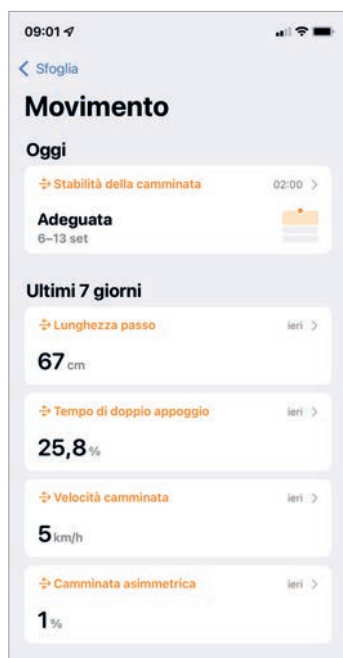 09:01
Sfoglia
Movimento
Oggi
Stabilità della camminata 02:00
Adeguata
6–13 set
Ultimi 7 giorni
Lunghezza passo ieri
67 cm
Tempo di doppio appoggio ieri
25,8 %
Velocità camminata ieri
5 km/h
Camminata asimmetrica ieri
1 %